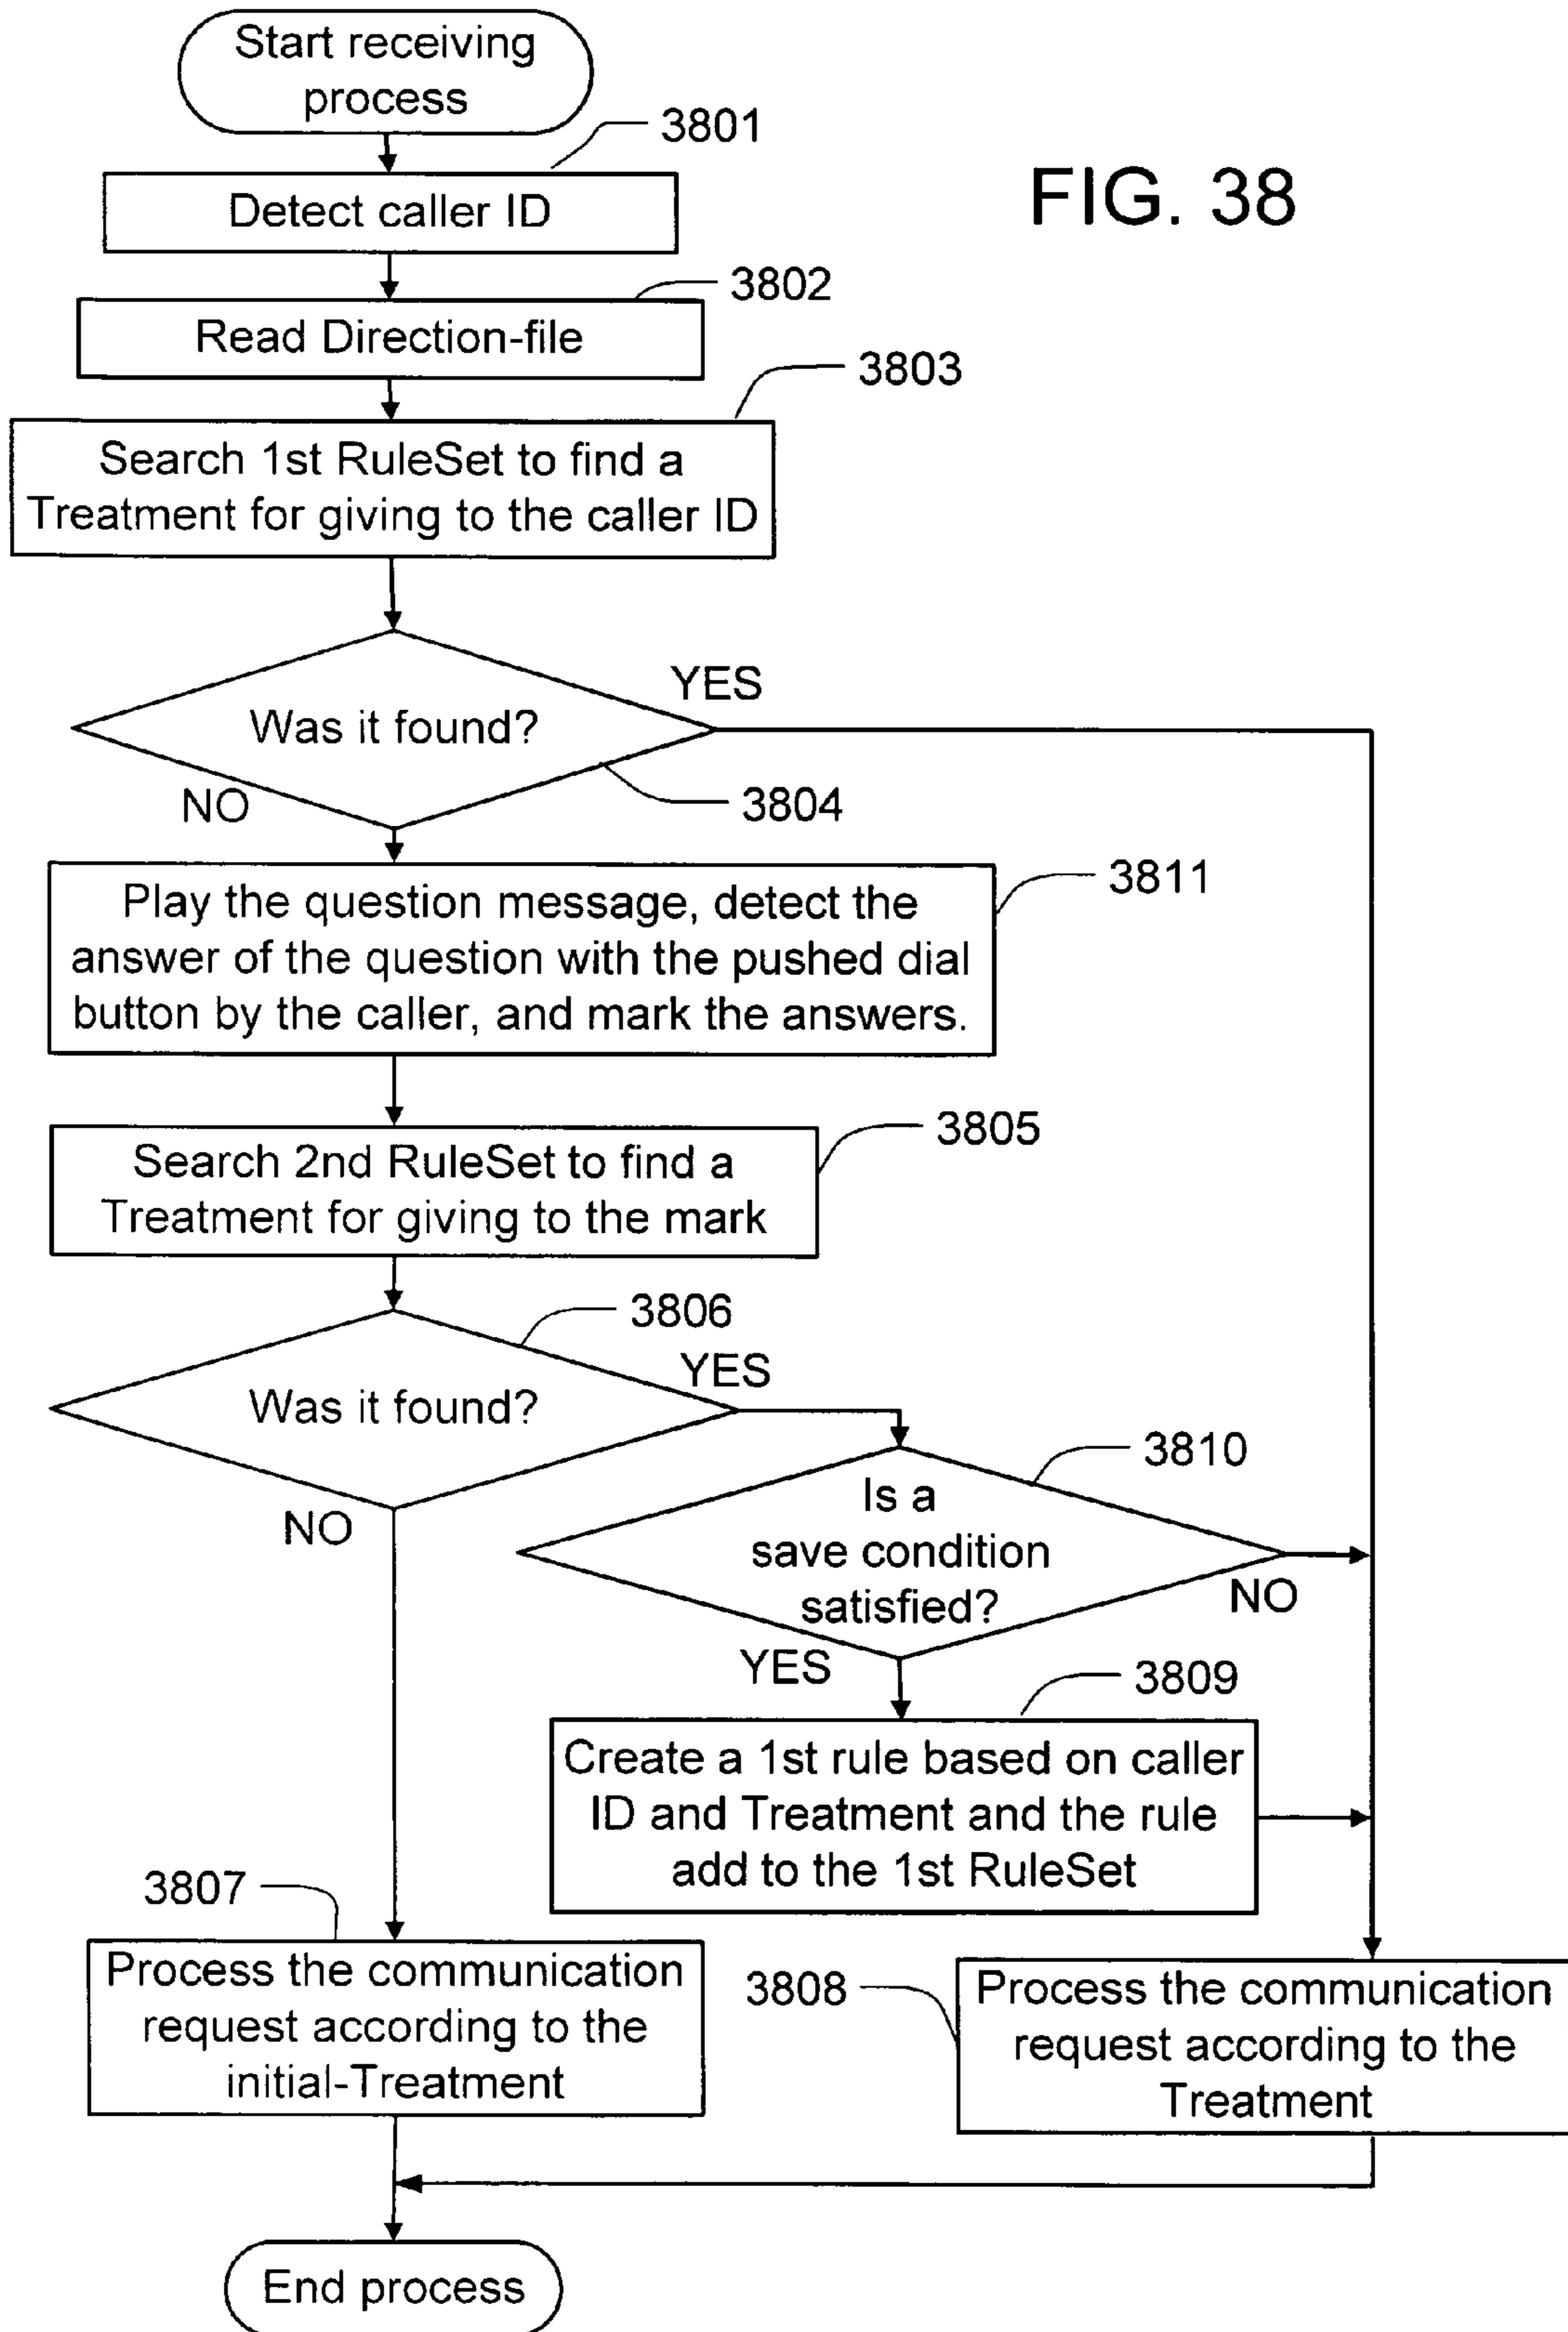 Start receiving
process
3801
FIG. 38
Detect caller ID
3802
Read Direction-file
3803
Search 1st RuleSet to find a
Treatment for giving to the caller ID
YES
Was it found?
NO
3804
3811
Play the question message, detect the
answer of the question with the pushed dial
button by the caller, and mark the answers.
3805
Search 2nd RuleSet to find a
Treatment for giving to the mark
3806
YES
Was it found?
3810
NO
Is a
save condition
satisfied?
NO
YES
3809
Create a 1st rule based on caller
ID and Treatment and the rule
add to the 1st RuleSet
3807
Process the communication
request according to the
initial-Treatment
3808
Process the communication
request according to the
Treatment
End process